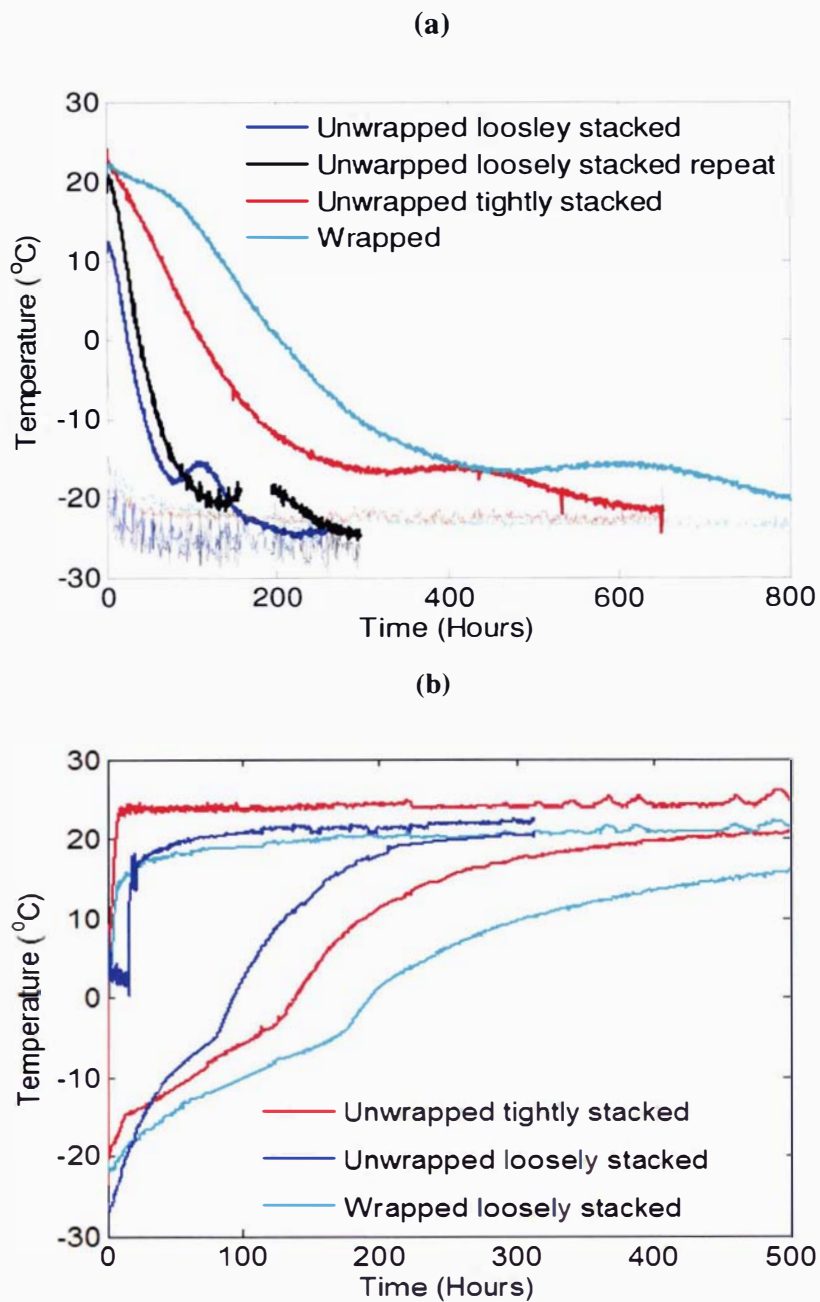 (a)
30
20
10
0
-10
-20
-30
Temperature (°C)
Unwrapped loosley stacked
Unwarpped loosely stacked repeat
Unwrapped tightly stacked
Wrapped
0 200 400 600 800
Time (Hours)
(b)
30
20
10
0
-10
-20
-30
Temperature (°C)
Unwrapped tightly stacked
Unwrapped loosely stacked
Wrapped loosely stacked
0 100 200 300 400 500
Time (Hours)